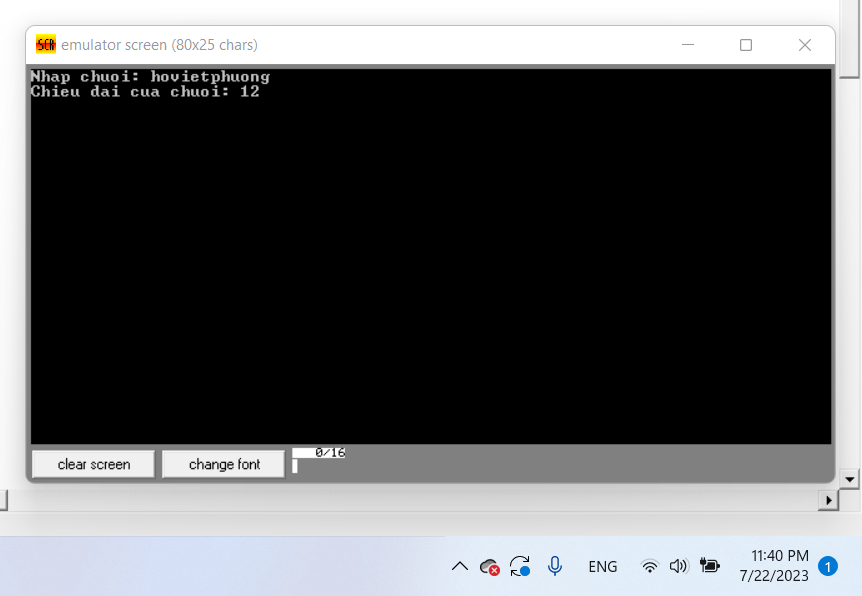 SCR emulator screen (80x25 chars)
Nhap chuoi: hovietphuong
Chieu dai cua chuoi: 12
clear screen change font 0/16
ENG 11:40 PM
7/22/2023 1